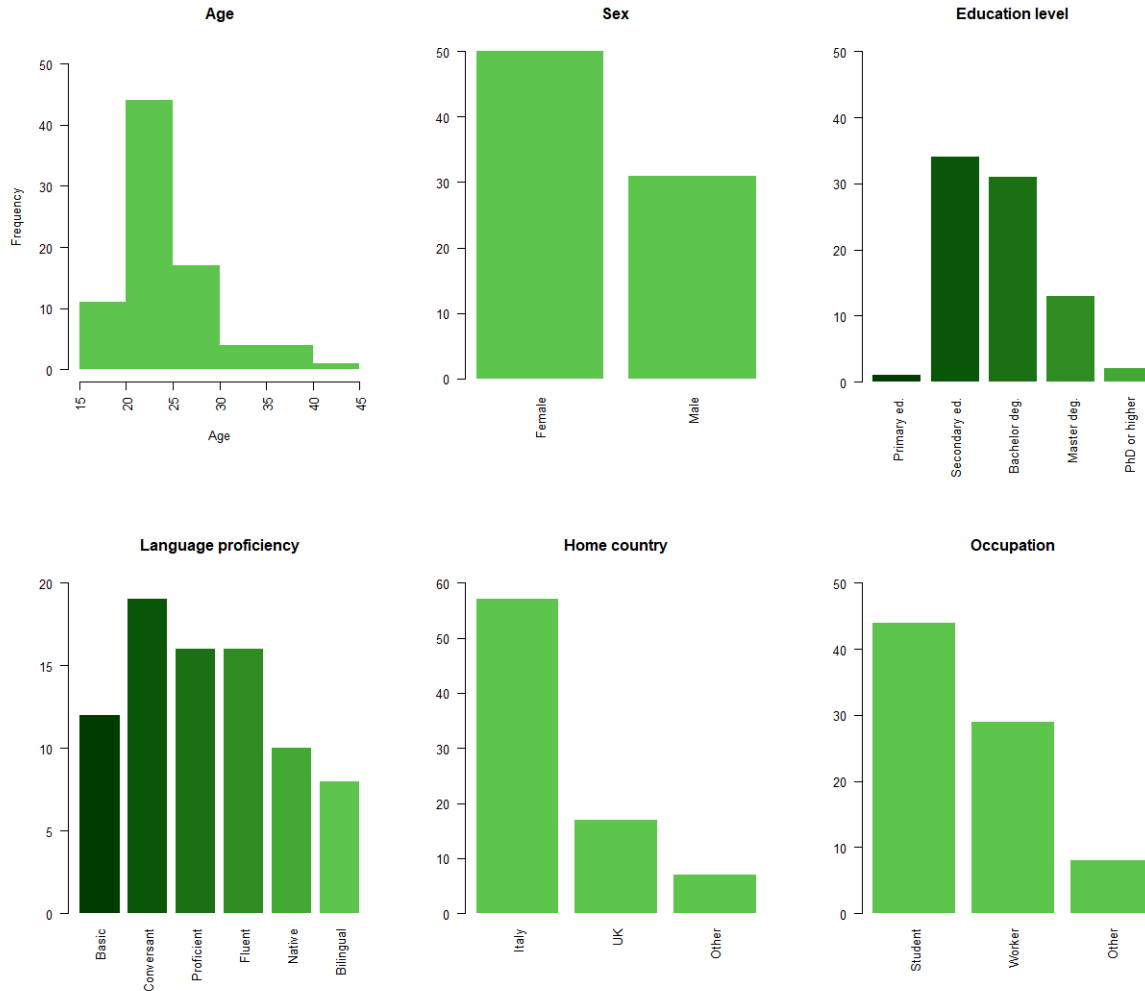 Age
Sex
Education level
Frequency
50
40
30
20
10
0
15
20
25
30
35
40
45
Age
50
40
30
20
10
0
Female
Male
50
40
30
20
10
0
Primary ed.
Secondary ed.
Bachelor deg.
Master deg.
PhD or higher
Language proficiency
Home country
Occupation
20
15
10
5
0
Basic
Conversant
Proficient
Fluent
Native
Bilingual
60
50
40
30
20
10
0
Italy
UK
Other
50
40
30
20
10
0
Student
Worker
Other